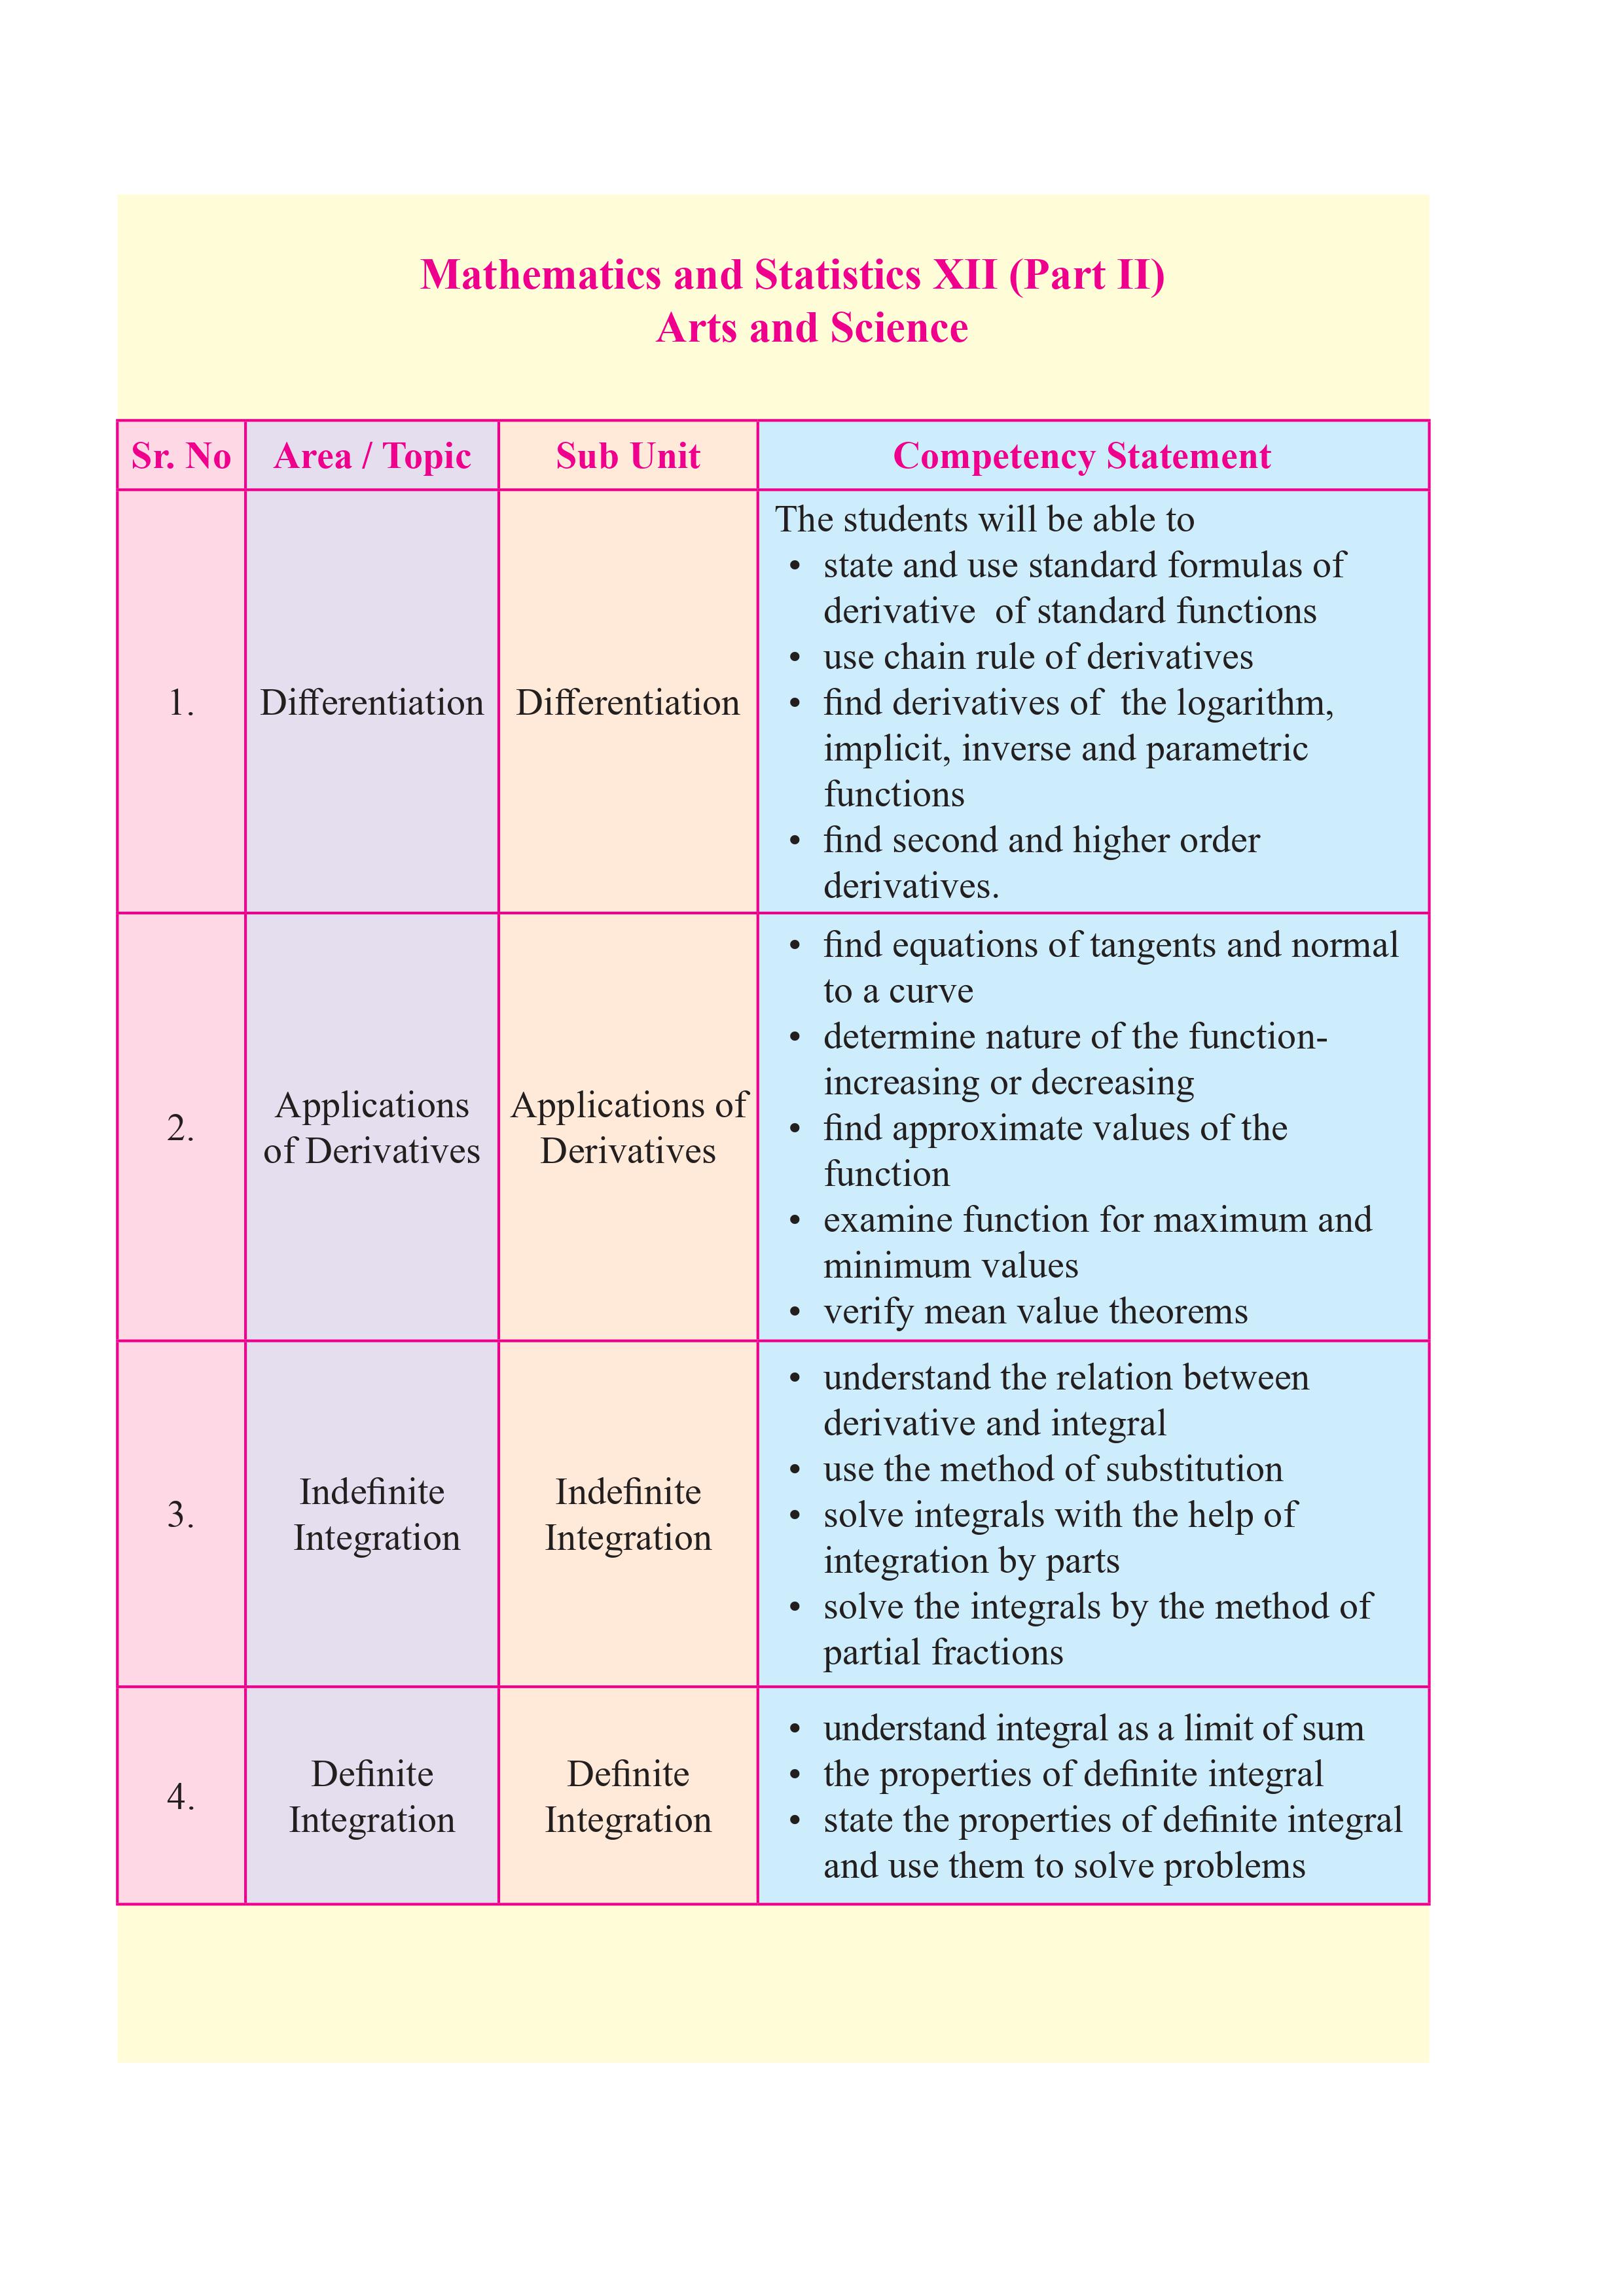 Mathematics and Statistics XII (Part II)
Arts and Science
Sr. No Area / Topic Sub Unit Competency Statement
1. Differentiation Differentiation
The students will be able to
• state and use standard formulas of
derivative of standard functions
• use chain rule of derivatives
• find derivatives of the logarithm,
implicit, inverse and parametric
functions
• find second and higher order
derivatives.
2.
Applications
of Derivatives
Applications of
Derivatives
• find equations of tangents and normal
to a curve
• determine nature of the function-
increasing or decreasing
• find approximate values of the
function
• examine function for maximum and
minimum values
• verify mean value theorems
3.
Indefinite
Integration
Indefinite
Integration
• understand the relation between
derivative and integral
• use the method of substitution
• solve integrals with the help of
integration by parts
• solve the integrals by the method of
partial fractions
4.
Definite
Integration
Definite
Integration
• understand integral as a limit of sum
• the properties of definite integral
• state the properties of definite integral
and use them to solve problems